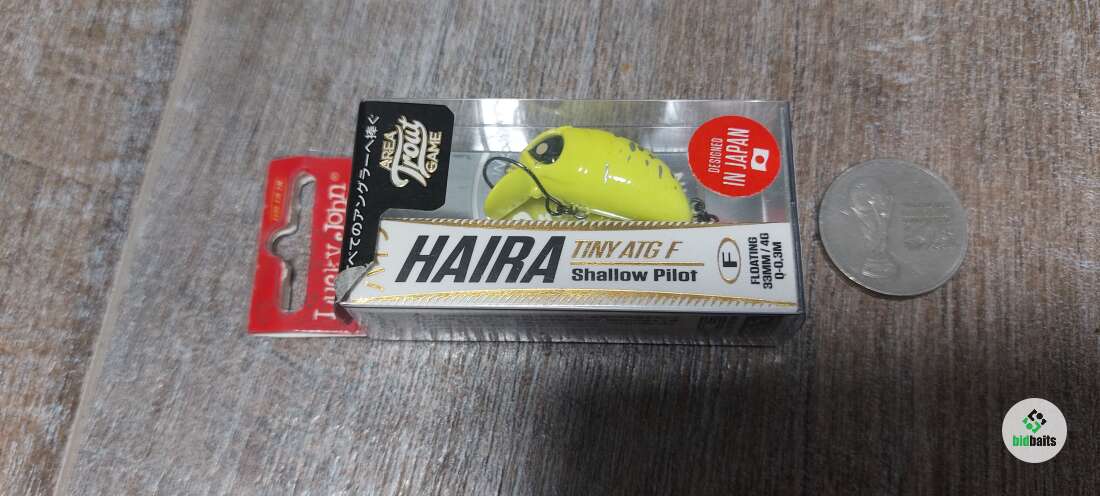 Lucky John®
べてのアングラーへ捧ぐ
AREA
Trout
GAME
DESIGNED
IN JAPAN
HAIRA
TINY ATG F
Shallow Pilot
F
FLOATING
33MM / 4G
0-0.3M
bidbaits